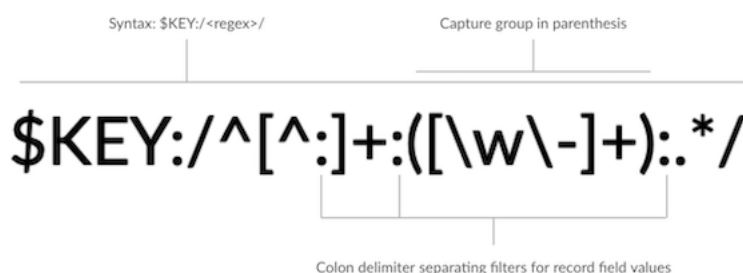 Syntax: $KEY:/<regex>/
Capture group in parenthesis
$KEY:/^[^:]+:([\w\-]+):.*/
Colon delimiter separating filters for record field values